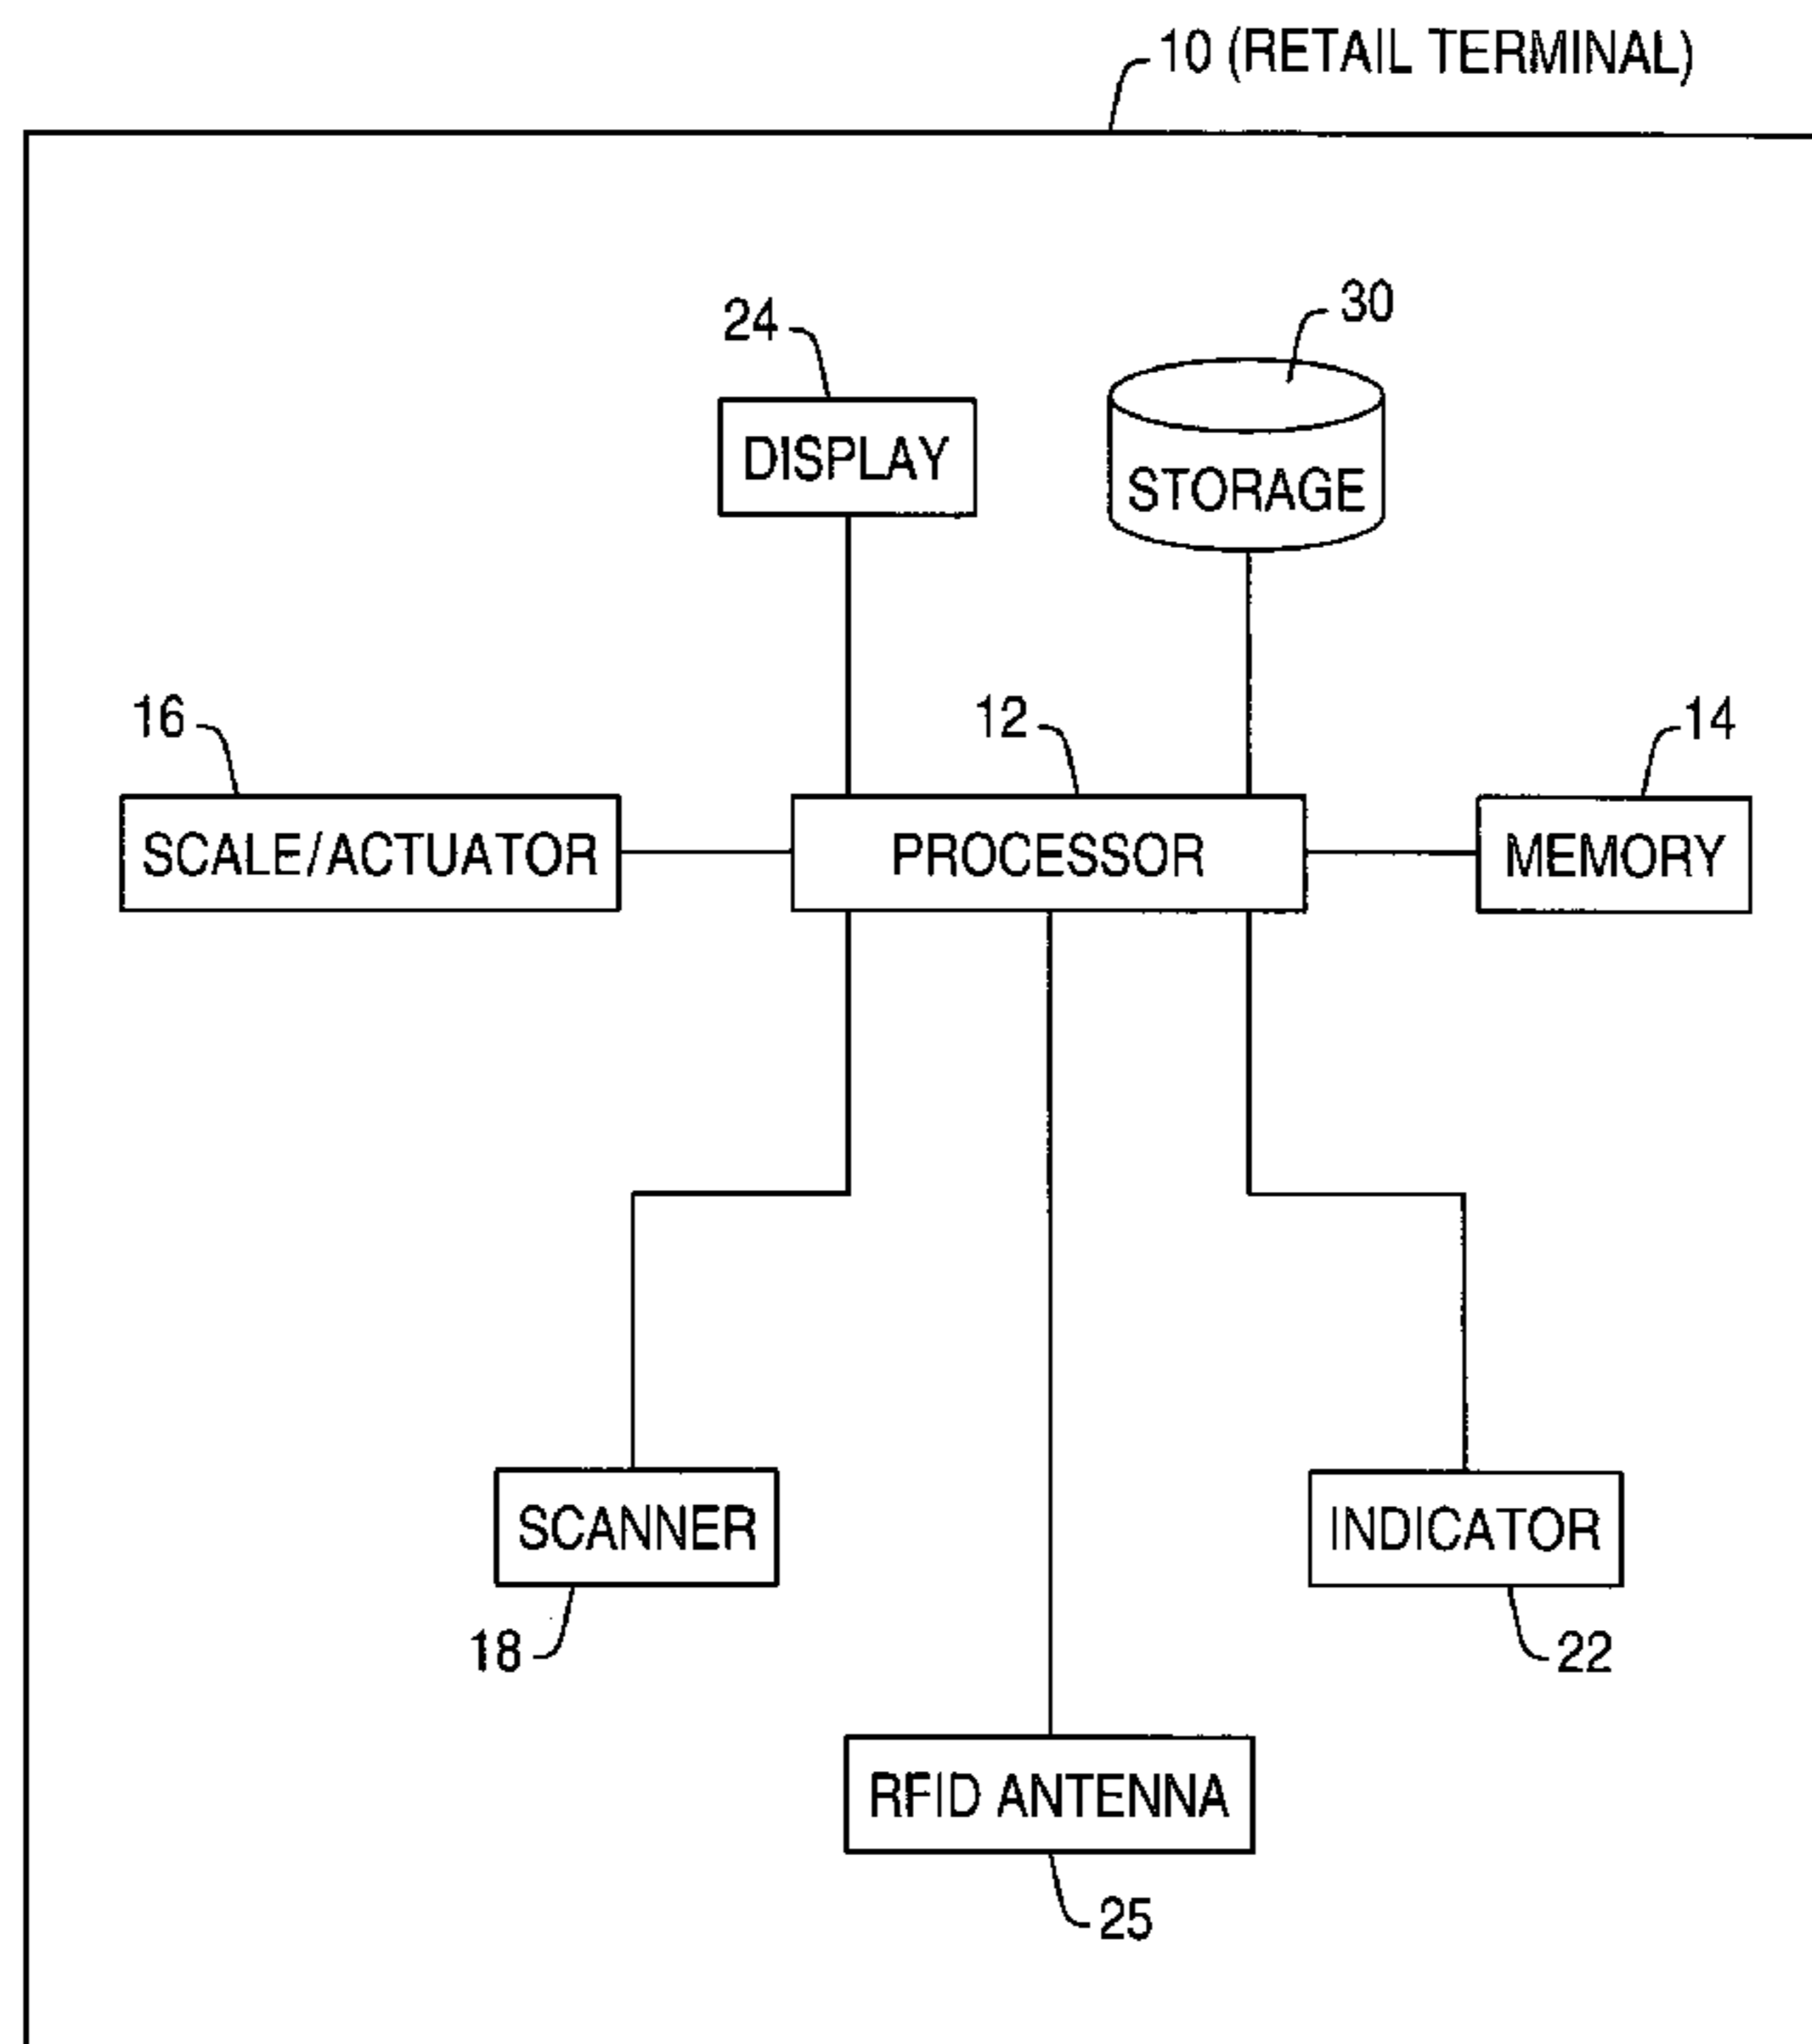 10 (RETAIL TERMINAL)
30
24
DISPLAY
STORAGE
16
12
14
SCALE/ACTUATOR
PROCESSOR
MEMORY
SCANNER
INDICATOR
18
22
RFID ANTENNA
25